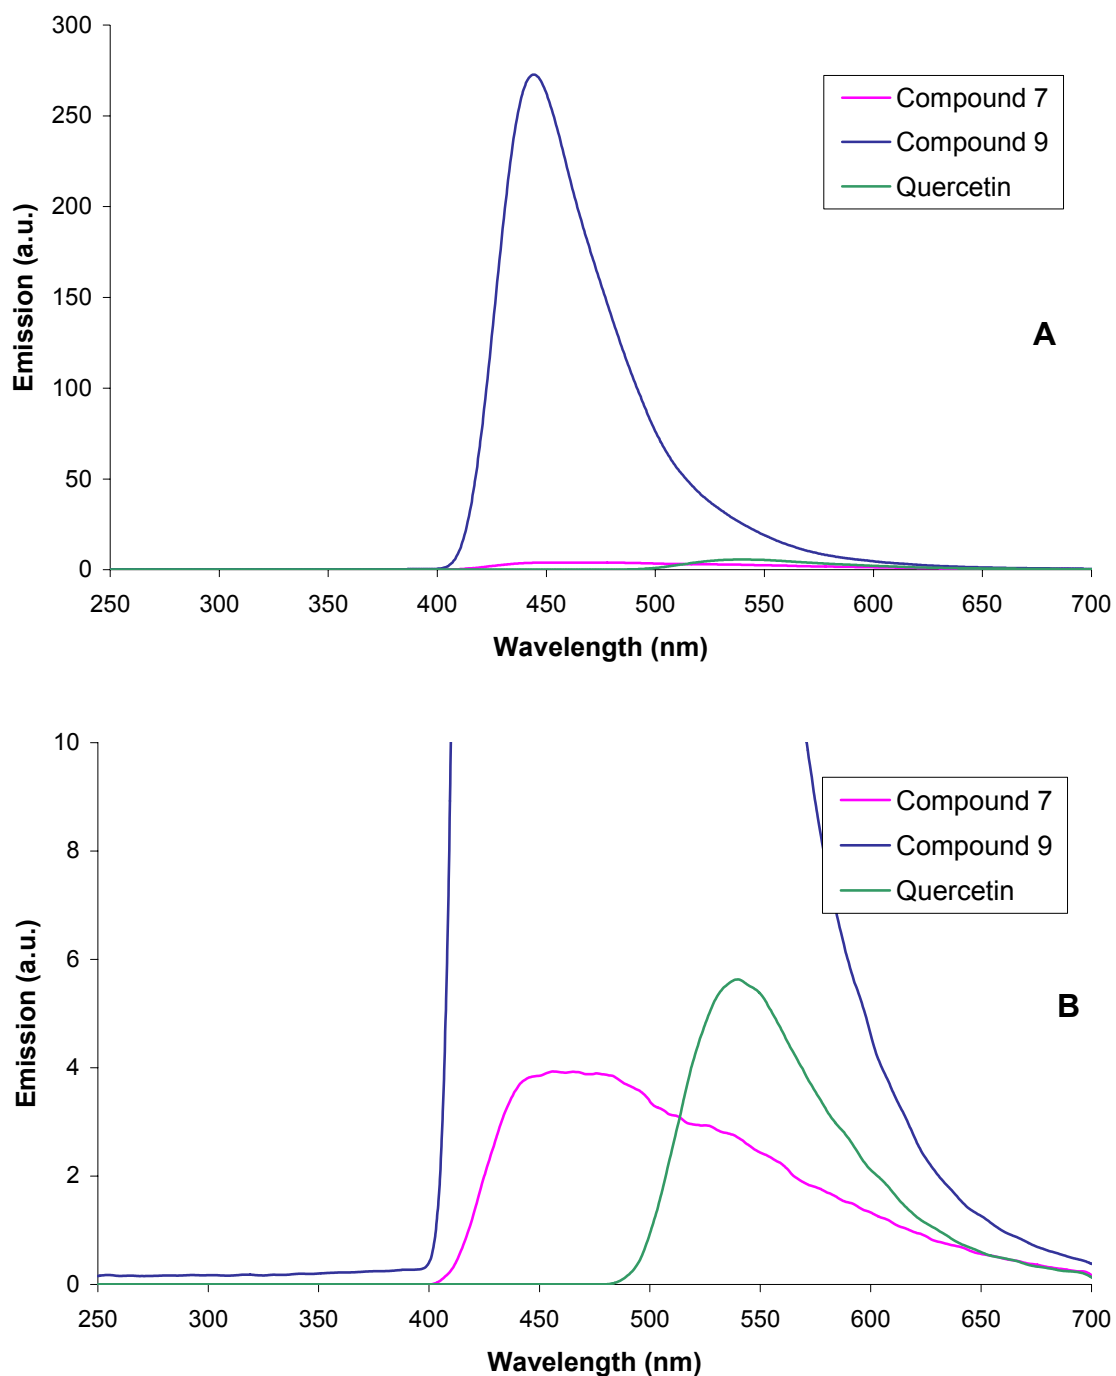 300
250
200
150
100
50
0
Emission (a.u.)
Compound 7
Compound 9
Quercetin
A
250 300 350 400 450 500 550 600 650 700
Wavelength (nm)
10
8
6
4
2
0
Emission (a.u.)
Compound 7
Compound 9
Quercetin
B
250 300 350 400 450 500 550 600 650 700
Wavelength (nm)